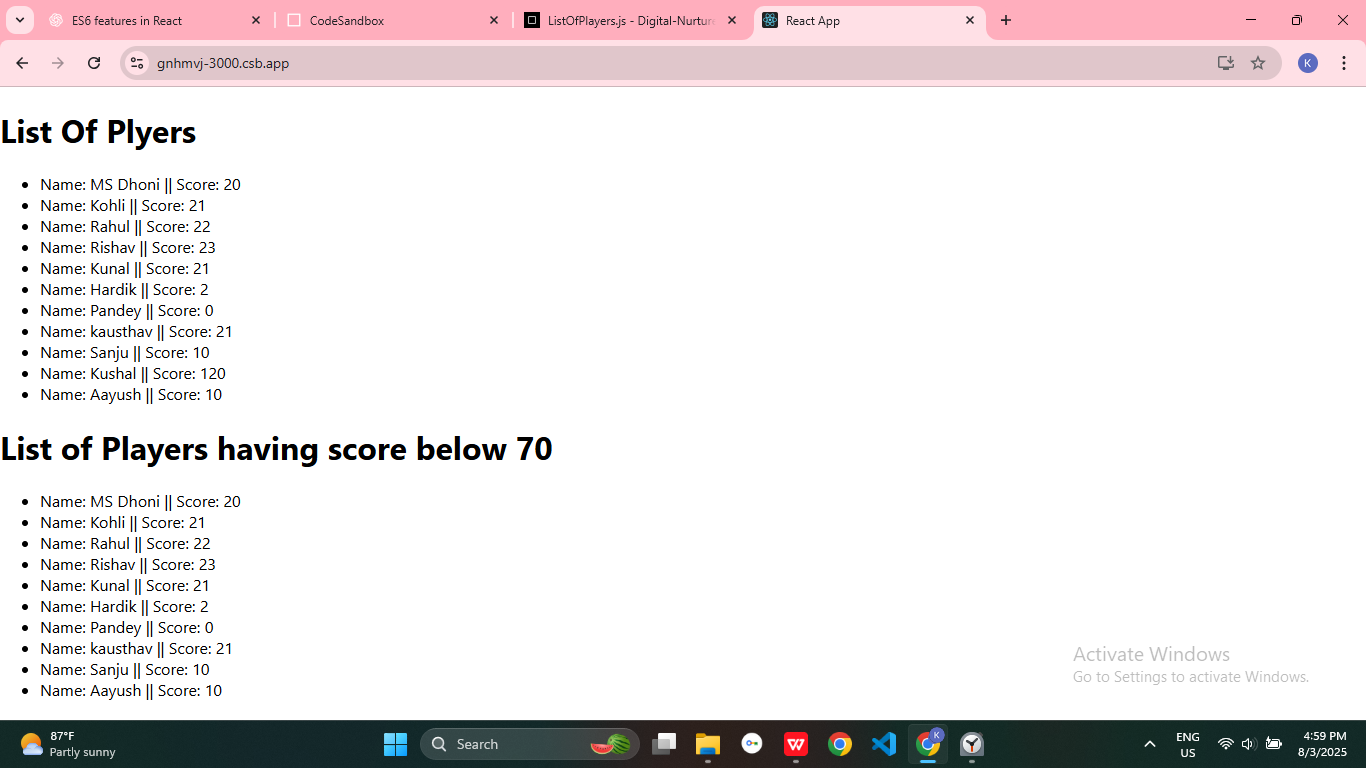 ES6 features in React
CodeSandbox
ListOfPlayers.js - Digital-Nurture
React App
gnhmvj-3000.csb.app
K
List Of Plyers
Name: MS Dhoni || Score: 20
Name: Kohli || Score: 21
Name: Rahul || Score: 22
Name: Rishav || Score: 23
Name: Kunal || Score: 21
Name: Hardik || Score: 2
Name: Pandey || Score: 0
Name: kausthav || Score: 21
Name: Sanju || Score: 10
Name: Kushal || Score: 120
Name: Aayush || Score: 10
List of Players having score below 70
Name: MS Dhoni || Score: 20
Name: Kohli || Score: 21
Name: Rahul || Score: 22
Name: Rishav || Score: 23
Name: Kunal || Score: 21
Name: Hardik || Score: 2
Name: Pandey || Score: 0
Name: kausthav || Score: 21
Name: Sanju || Score: 10
Name: Aayush || Score: 10
Activate Windows
Go to Settings to activate Windows.
87°F
Partly sunny
Search
W
K
ENG
US
4:59 PM
8/3/2025